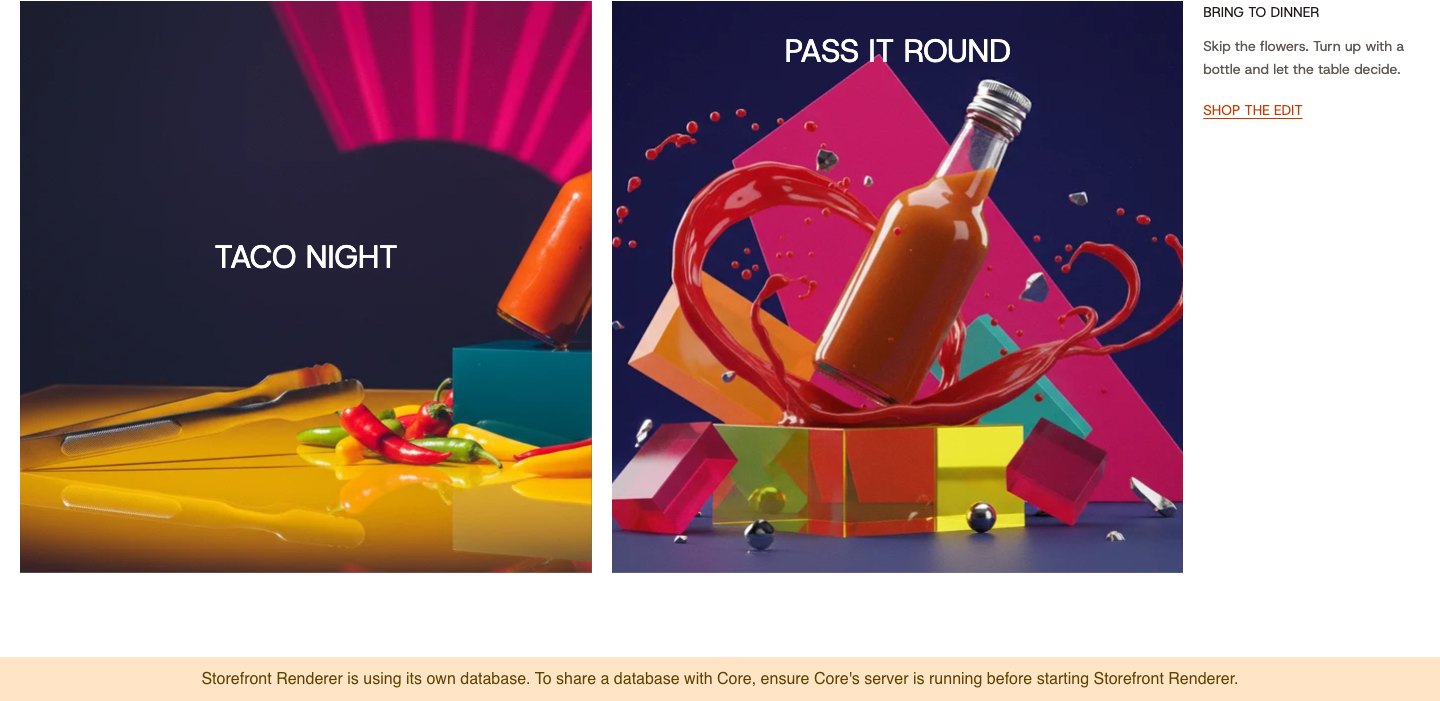 TACO NIGHT
PASS IT ROUND
BRING TO DINNER
Skip the flowers. Turn up with a
bottle and let the table decide.
SHOP THE EDIT
Storefront Renderer is using its own database. To share a database with Core, ensure Core's server is running before starting Storefront Renderer.